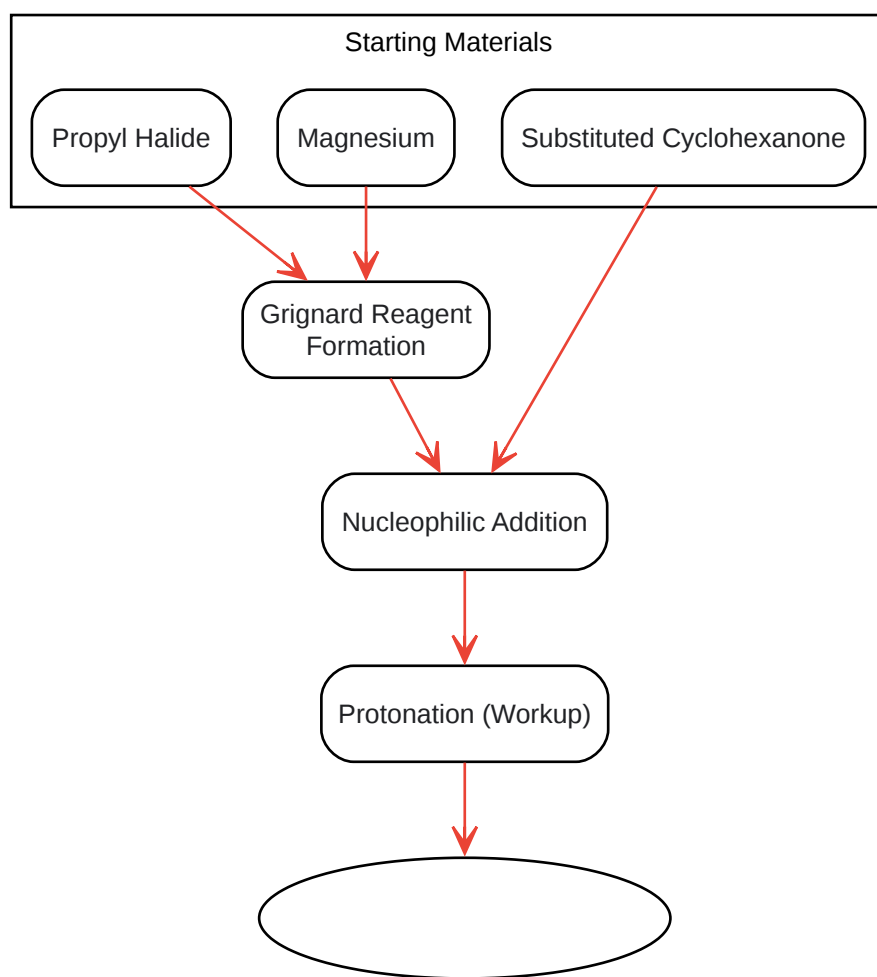 Starting Materials
Propyl Halide
Magnesium
Substituted Cyclohexanone
Grignard Reagent
Formation
Nucleophilic Addition
Protonation (Workup)